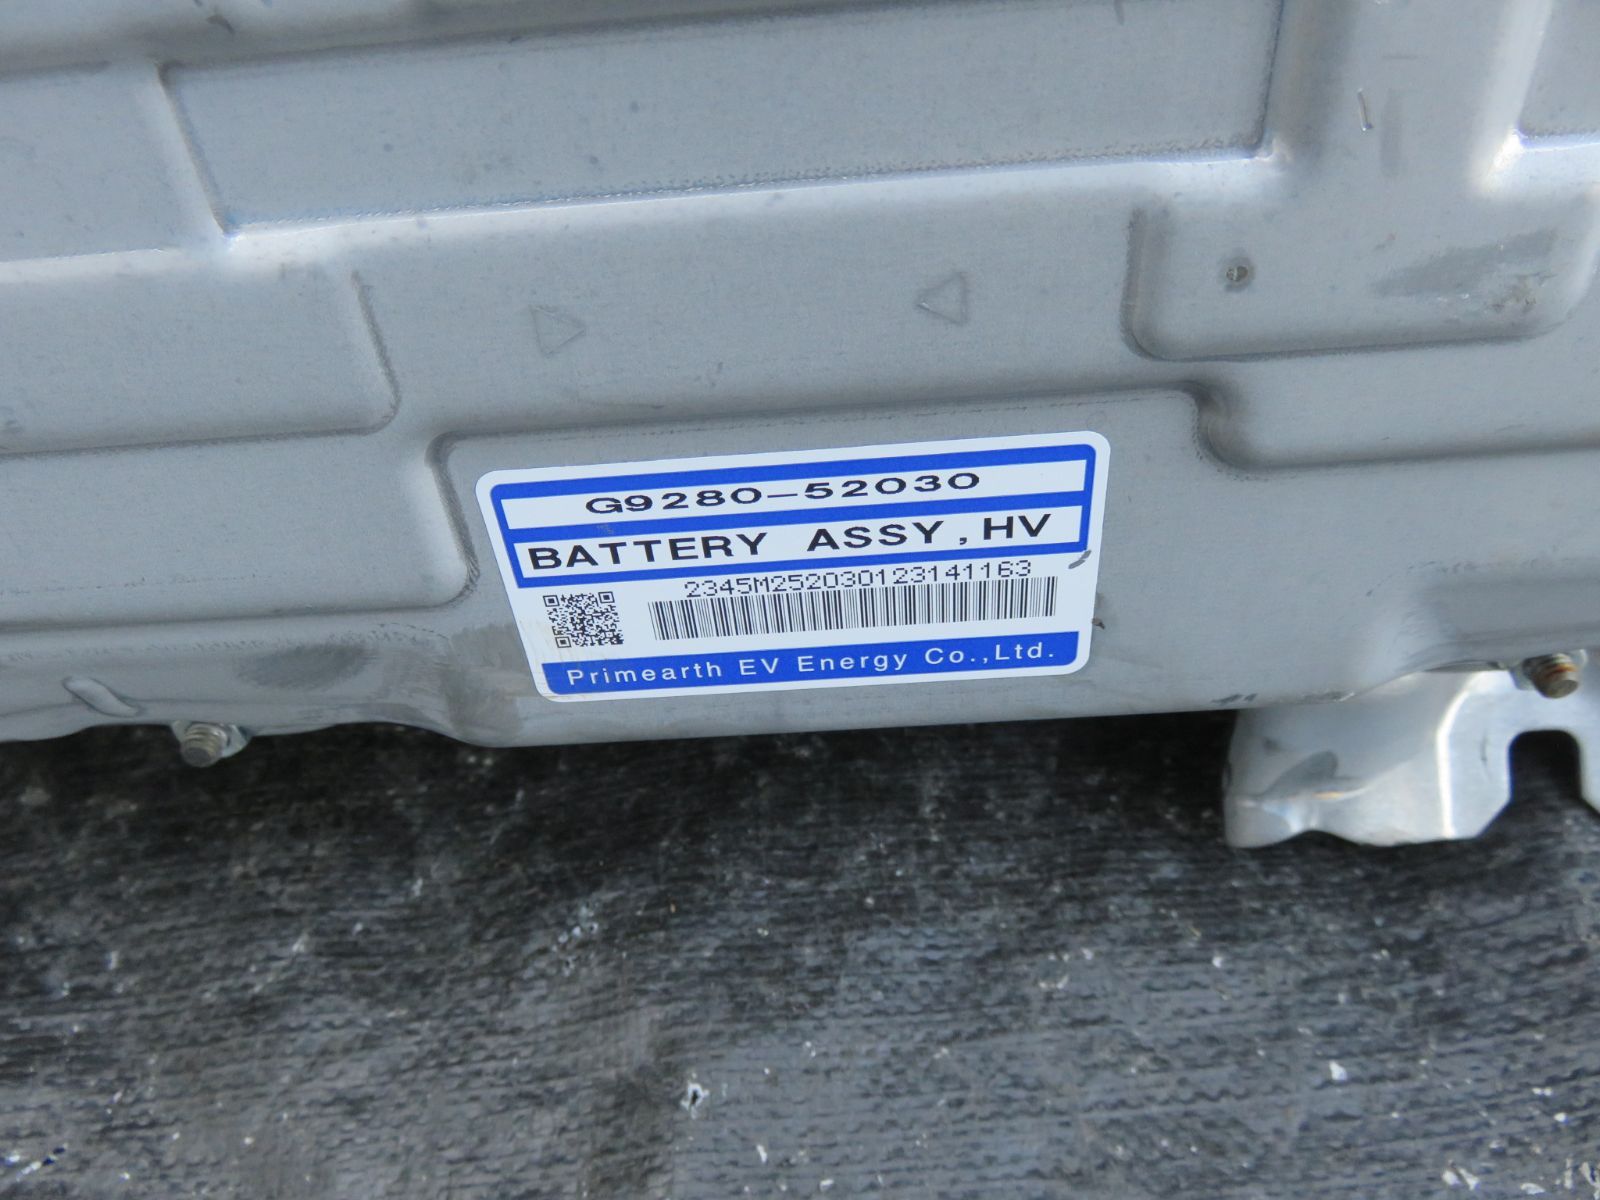 G9280-52030
BATTERY ASSY,HV
2345M252030123141163
Primearth EV Energy Co.,Ltd.